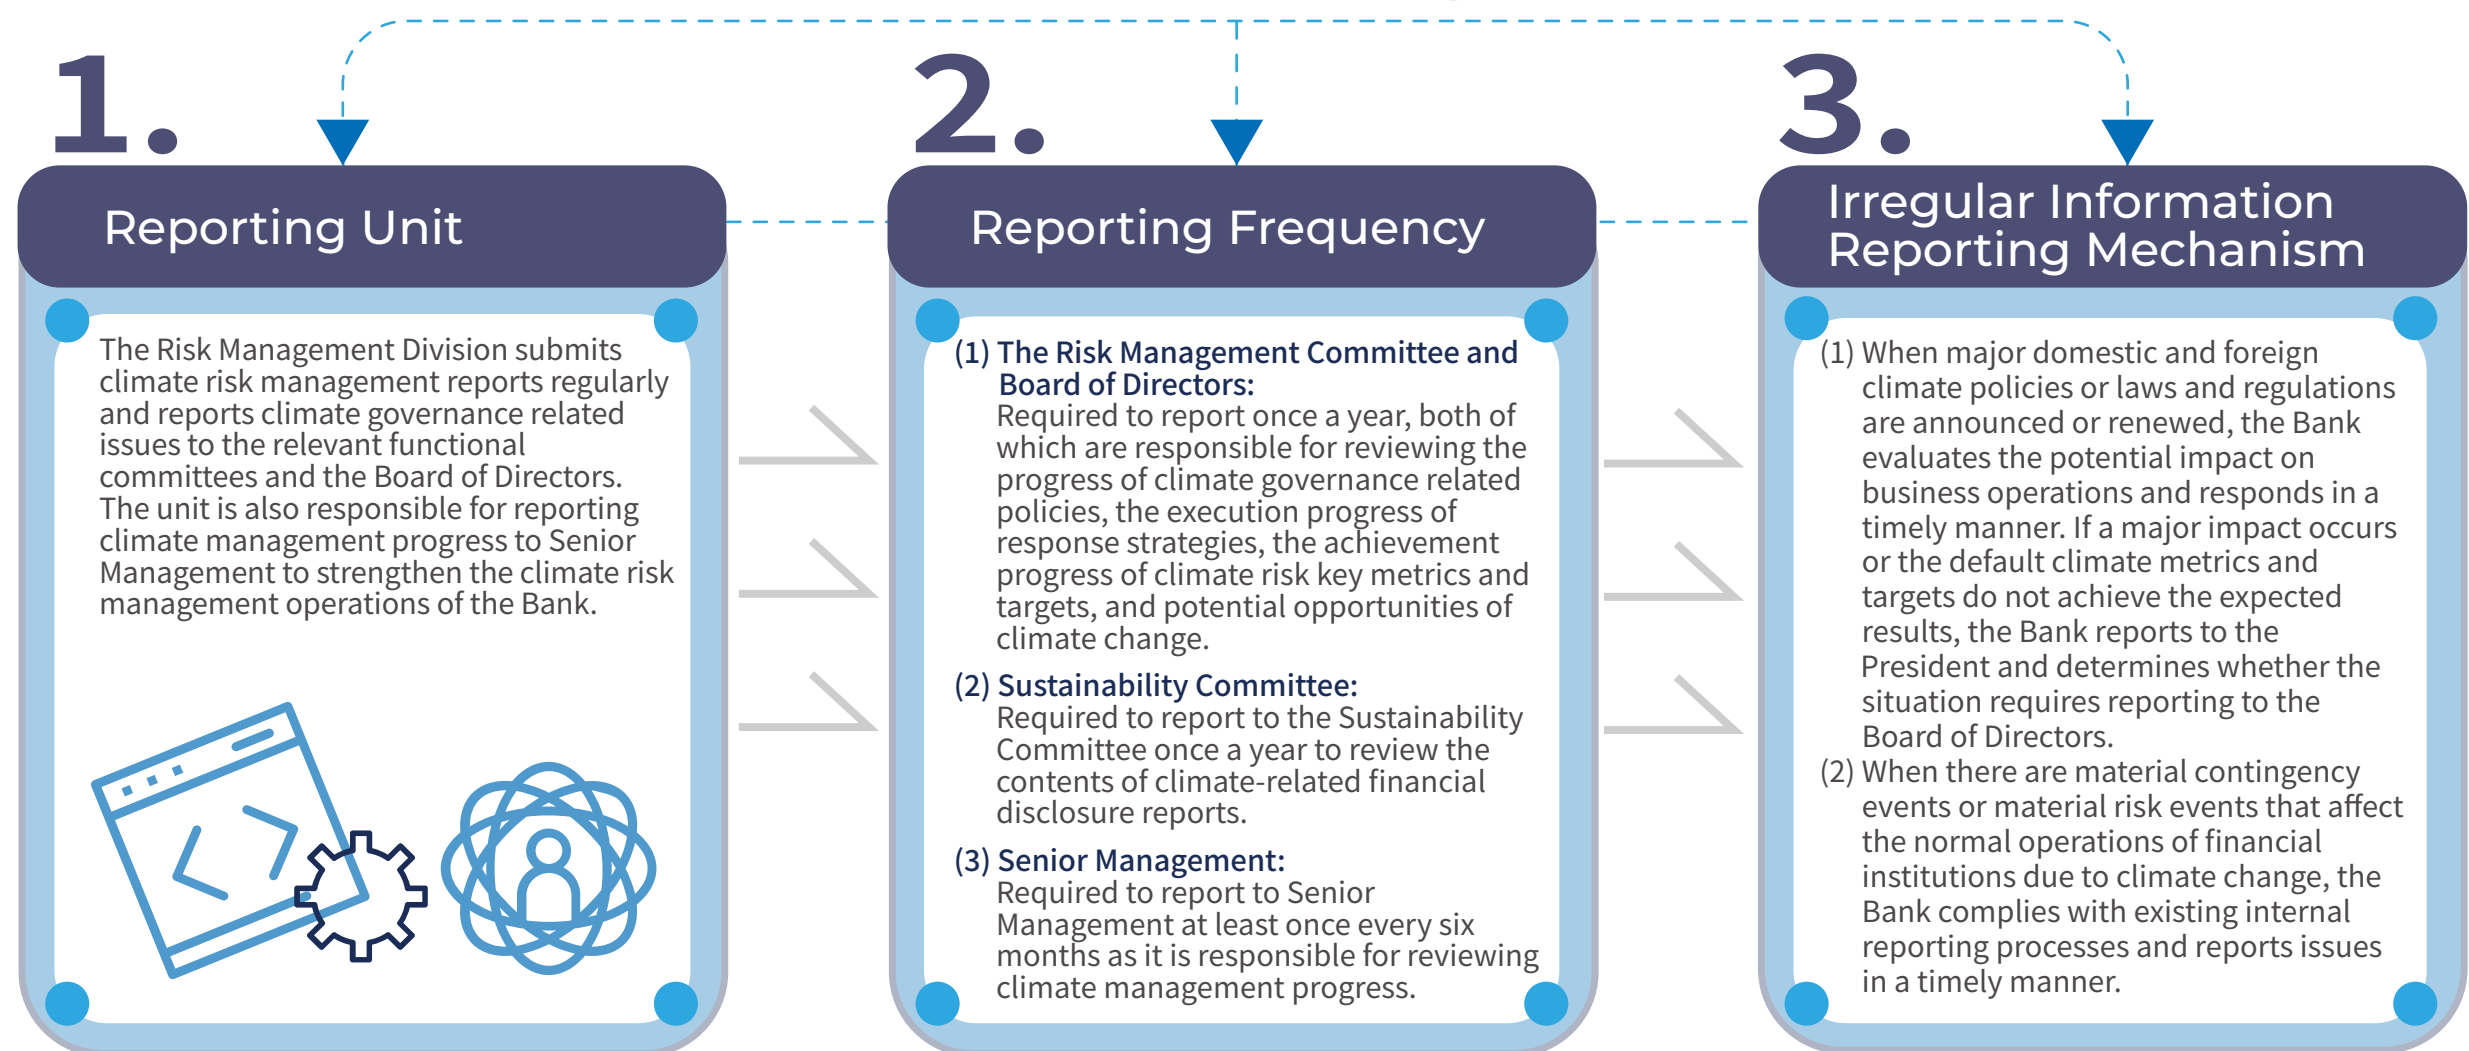 1.
Reporting Unit
The Risk Management Division submits
climate risk management reports regularly
and reports climate governance related
issues to the relevant functional
committees and the Board of Directors.
The unit is also responsible for reporting
climate management progress to Senior
Management to strengthen the climate risk
management operations of the Bank.
2.
Reporting Frequency
(1) The Risk Management Committee and
Board of Directors:
Required to report once a year, both of
which are responsible for reviewing the
progress of climate governance related
policies, the execution progress of
response strategies, the achievement
progress of climate risk key metrics and
targets, and potential opportunities of
climate change.
(2) Sustainability Committee:
Required to report to the Sustainability
Committee once a year to review the
contents of climate-related financial
disclosure reports.
(3) Senior Management:
Required to report to Senior
Management at least once every six
months as it is responsible for reviewing
climate management progress.
3.
Irregular Information
Reporting Mechanism
(1) When major domestic and foreign
climate policies or laws and regulations
are announced or renewed, the Bank
evaluates the potential impact on
business operations and responds in a
timely manner. If a major impact occurs
or the default climate metrics and
targets do not achieve the expected
results, the Bank reports to the
President and determines whether the
situation requires reporting to the
Board of Directors.
(2) When there are material contingency
events or material risk events that affect
the normal operations of financial
institutions due to climate change, the
Bank complies with existing internal
reporting processes and reports issues
in a timely manner.